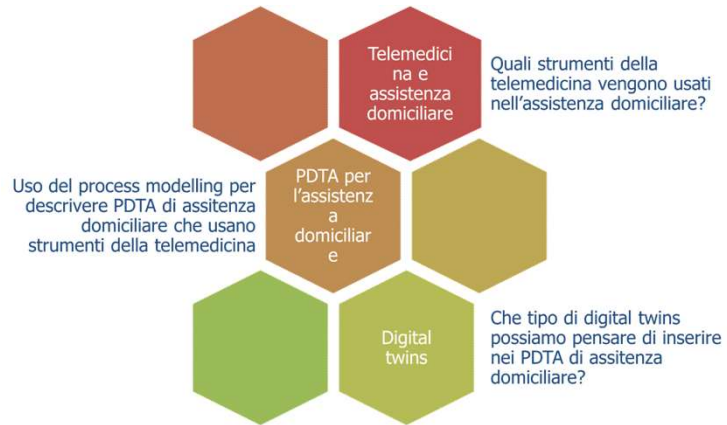 Telemedici
na e
assistenza
domiciliare
Quali strumenti della
telemedicina vengono usati
nell'assistenza domiciliare?
Uso del process modelling per
descrivere PDTA di assitenza
domiciliare che usano
strumenti della telemedicina
PDTA per
l'assistenz
a
domiciliar
e
Digital
twins
Che tipo di digital twins
possiamo pensare di inserire
nei PDTA di assitenza
domiciliare?